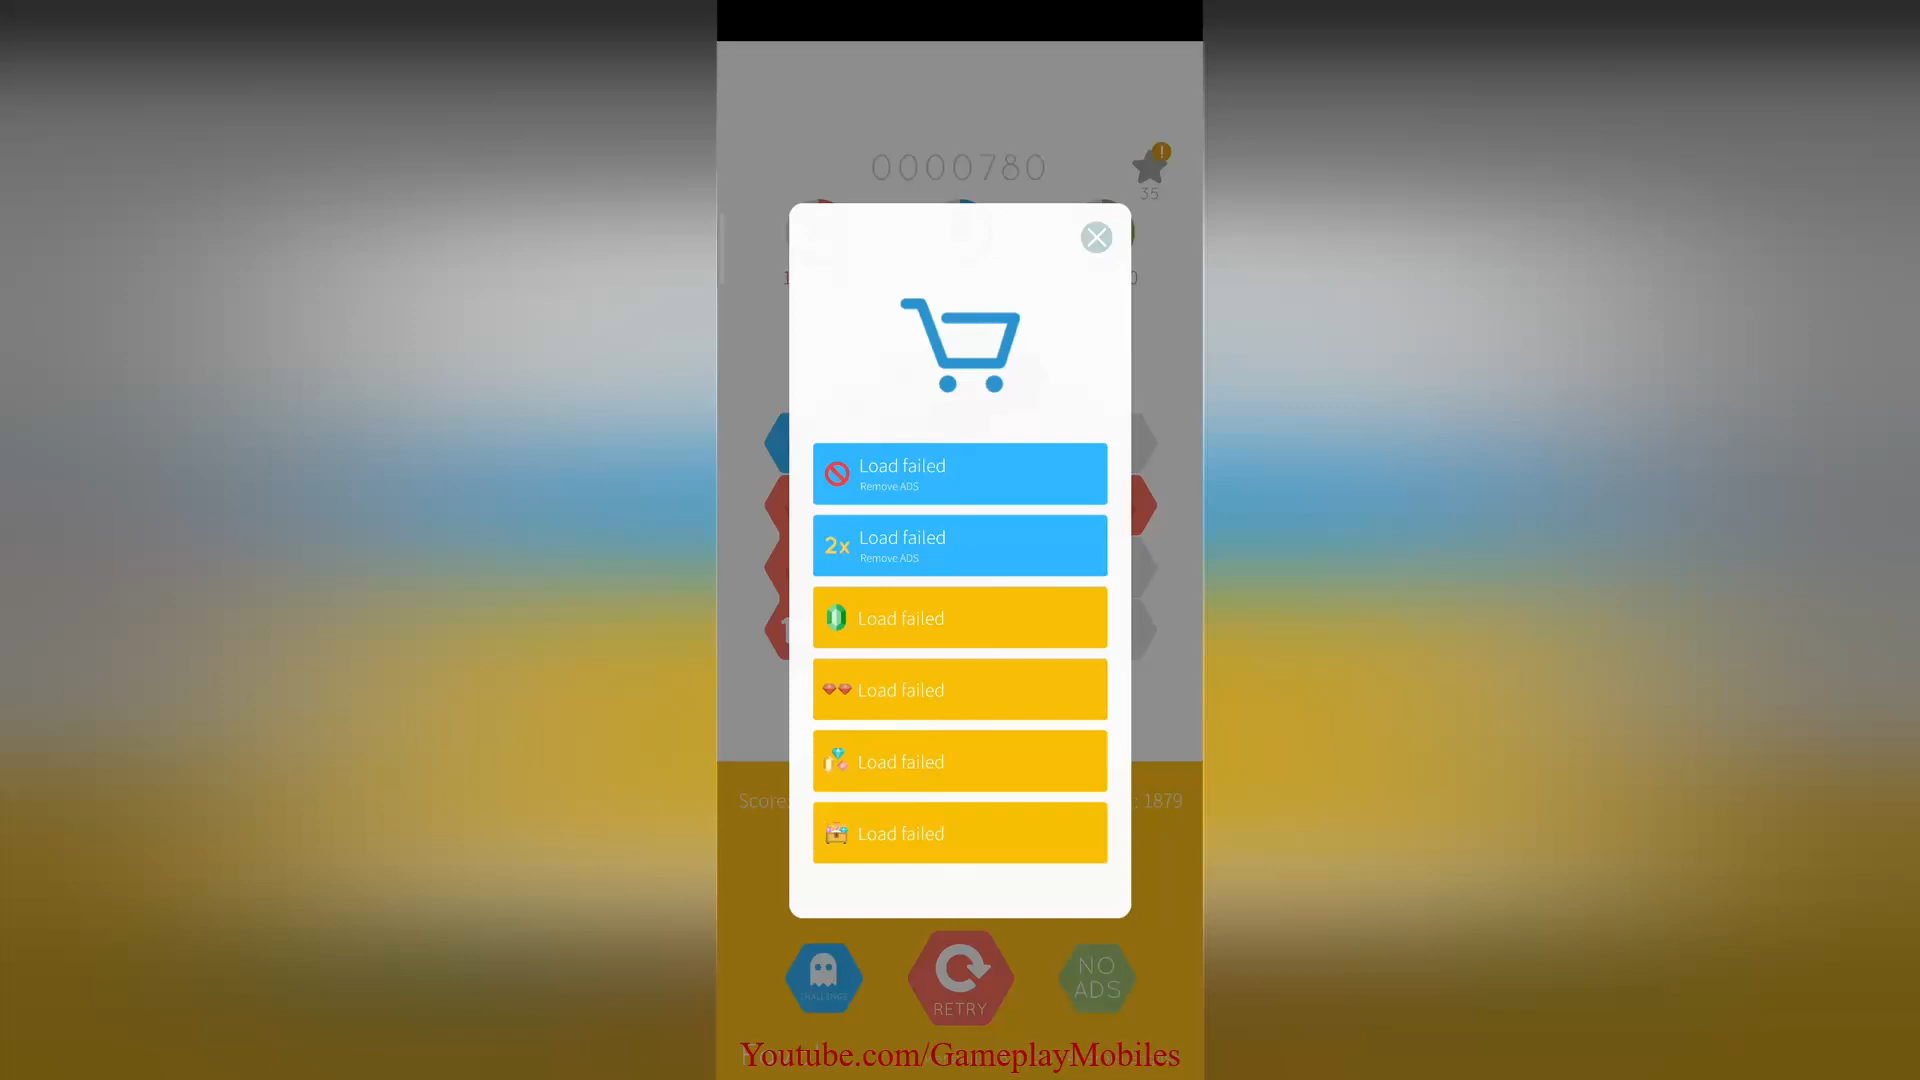 0000780
35
Load failed
Remove ADS
2x
Load failed
Remove ADS
Load failed
Load failed
Load failed
Load failed
Score
: 1879
CHALLENGE
RETRY
NO
ADS
Youtube.com/GameplayMobiles